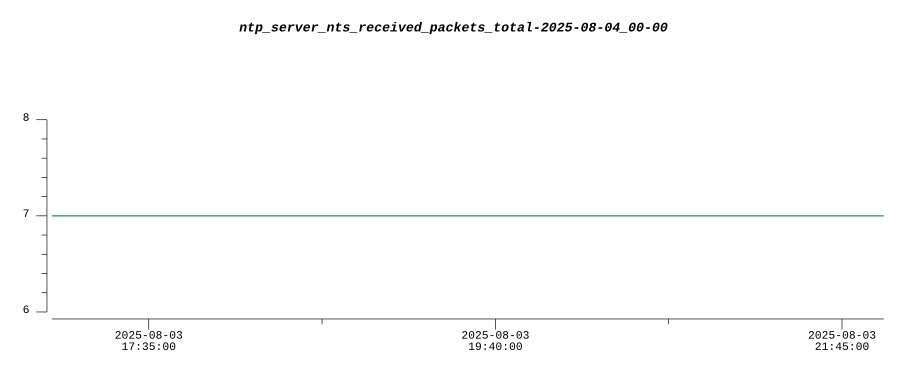 ntp_server_nts_received_packets_total-2025-08-04_00-00
8
7
6
2025-08-03 2025-08-03 2025-08-03
17:35:00 19:40:00 21:45:00